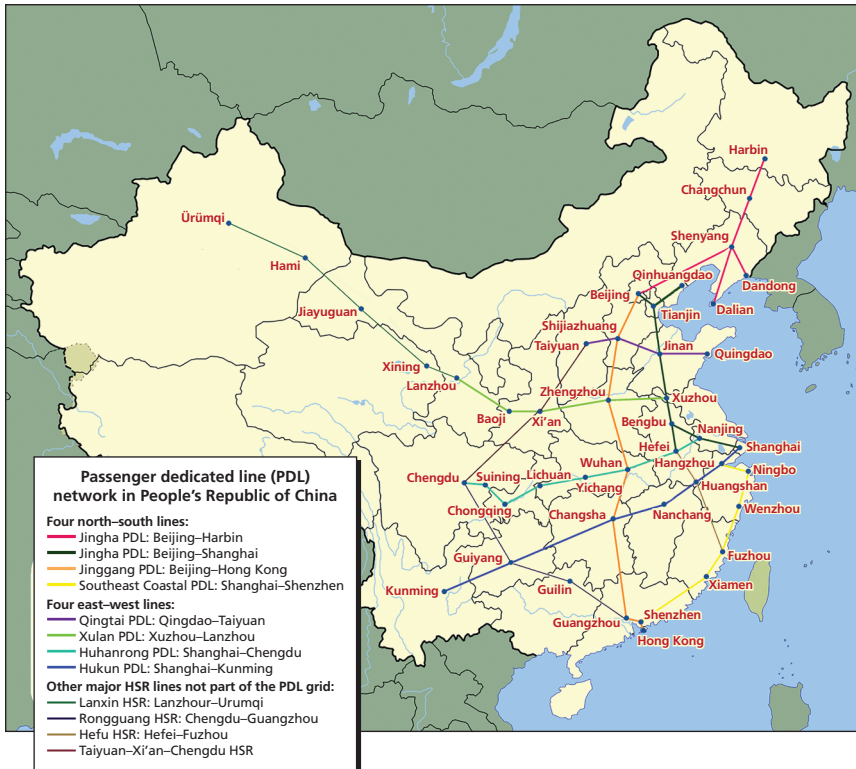 Harbin
Changchun
Ürümqi
Shenyang
Hami
Qinhuangdao
Dandong
Beijing
Tianjin
Dalian
Jiayuguan
Shijiazhuang
Taiyuan
Jinan
Quingdao
Xining
Lanzhou
Zhengzhou
Xuzhou
Baoji
Xi'an
Bengbu
Nanjing
Hefei
Shanghai
Wuhan
Hangzhou
Ningbo
Chengdu
Suining
Lichuan
Yichang
Huangshan
Chongqing
Changsha
Nanchang
Wenzhou
Guiyang
Fuzhou
Kunming
Guilin
Xiamen
Guangzhou
Shenzhen
Hong Kong
Passenger dedicated line (PDL)
network in People's Republic of China
Four north–south lines:
Jingha PDL: Beijing–Harbin
Jingha PDL: Beijing–Shanghai
Jinggang PDL: Beijing–Hong Kong
Southeast Coastal PDL: Shanghai–Shenzhen
Four east–west lines:
Qingtai PDL: Qingdao–Taiyuan
Xulan PDL: Xuzhou–Lanzhou
Huhanrong PDL: Shanghai–Chengdu
Hukun PDL: Shanghai–Kunming
Other major HSR lines not part of the PDL grid:
Lanxin HSR: Lanzhour–Urumqi
Rongguang HSR: Chengdu–Guangzhou
Hefu HSR: Hefei–Fuzhou
Taiyuan–Xi'an–Chengdu HSR